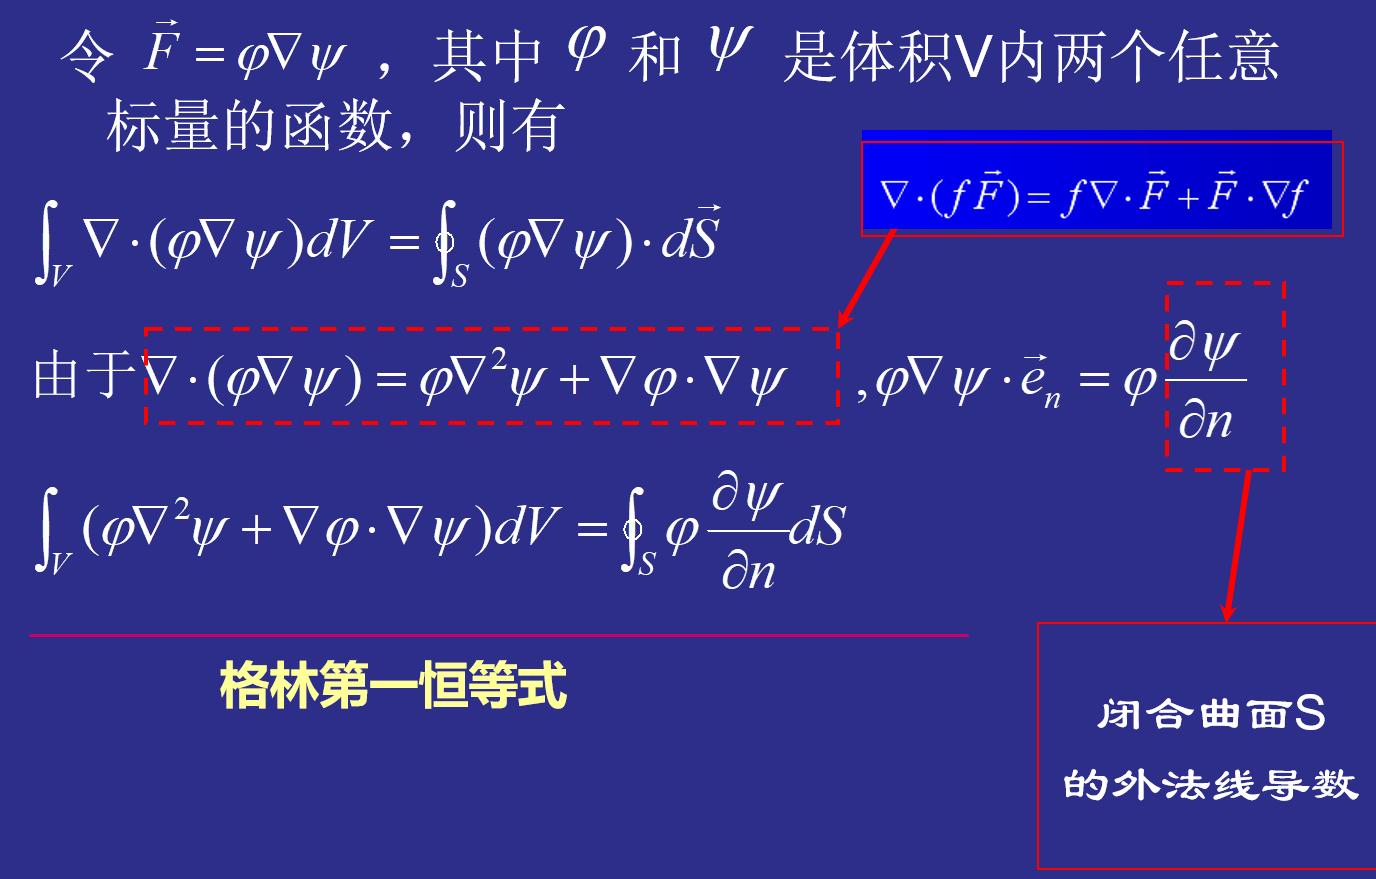 令 $\vec{F} = \varphi\nabla\psi$ ，其中 $\varphi$ 和 $\psi$ 是体积V内两个任意
标量的函数，则有
$\nabla\cdot(f\vec{F}) = f\nabla\cdot\vec{F} + \vec{F}\cdot\nabla f$
$\int_V \nabla\cdot(\varphi\nabla\psi)dV = \oint_S (\varphi\nabla\psi)\cdot d\vec{S}$
由于 $\nabla\cdot(\varphi\nabla\psi) = \varphi\nabla^2\psi + \nabla\varphi\cdot\nabla\psi$ , $\varphi\nabla\psi\cdot\vec{e}_n = \varphi\frac{\partial\psi}{\partial n}$
$\int_V (\varphi\nabla^2\psi + \nabla\varphi\cdot\nabla\psi)dV = \oint_S \varphi\frac{\partial\psi}{\partial n}dS$
格林第一恒等式
闭合曲面S
的外法线导数